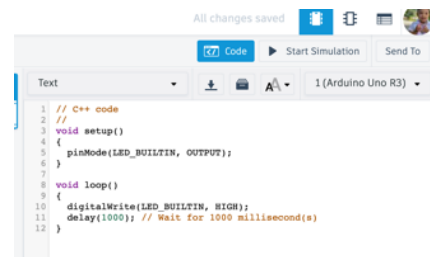 All changes saved
Code
Start Simulation
Send To
Text
1 (Arduino Uno R3)
1 // C++ code
2 //
3 void setup()
4 {
5   pinMode(LED_BUILTIN, OUTPUT);
6 }
7
8 void loop()
9 {
10   digitalWrite(LED_BUILTIN, HIGH);
11   delay(1000); // Wait for 1000 millisecond(s)
12 }